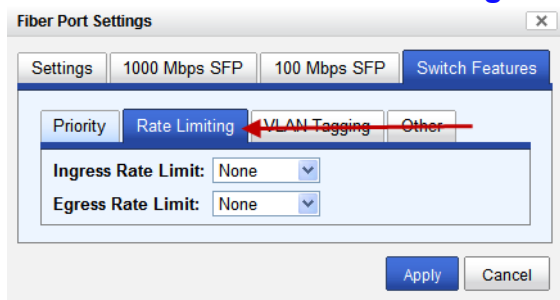 Fiber Port Settings
Settings 1000 Mbps SFP 100 Mbps SFP Switch Features
Priority Rate Limiting VLAN Tagging Other
Ingress Rate Limit: None
Egress Rate Limit: None
Apply Cancel